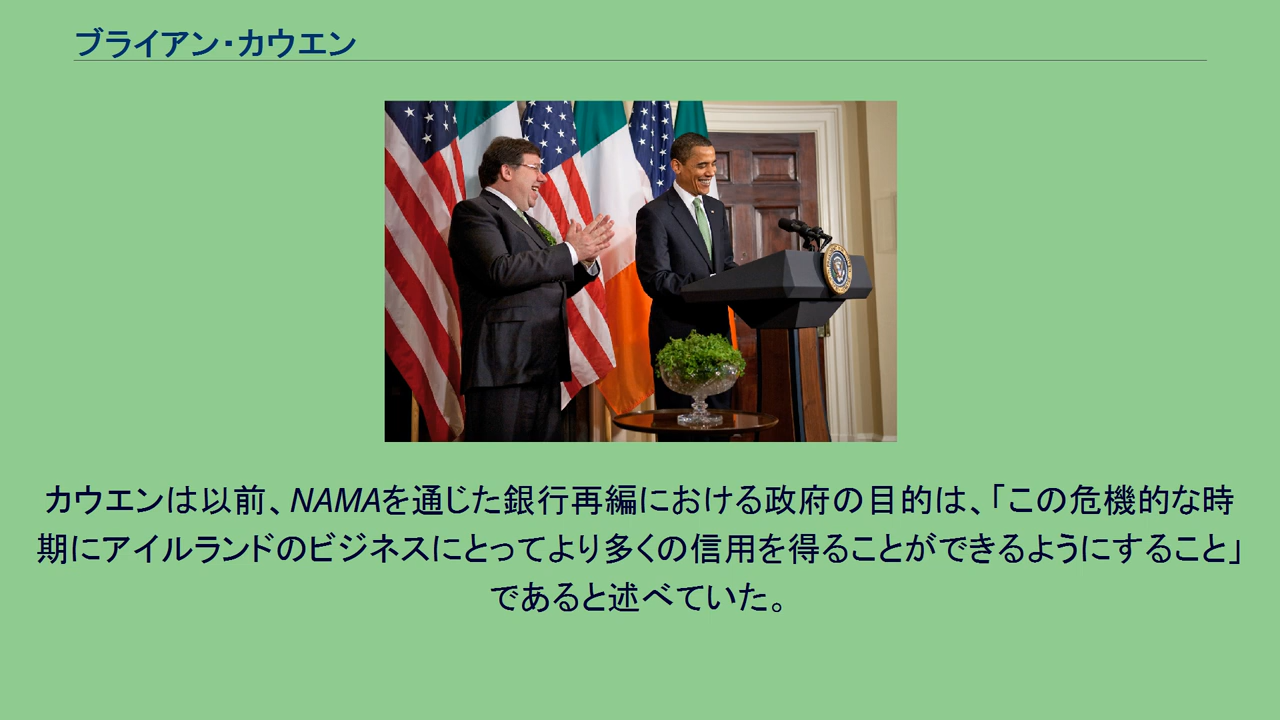 ブライアン・カウエン
カウエンは以前、NAMAを通じた銀行再編における政府の目的は、「この危機的な時
期にアイルランドのビジネスにとってより多くの信用を得ることができるようにすること」
であると述べていた。